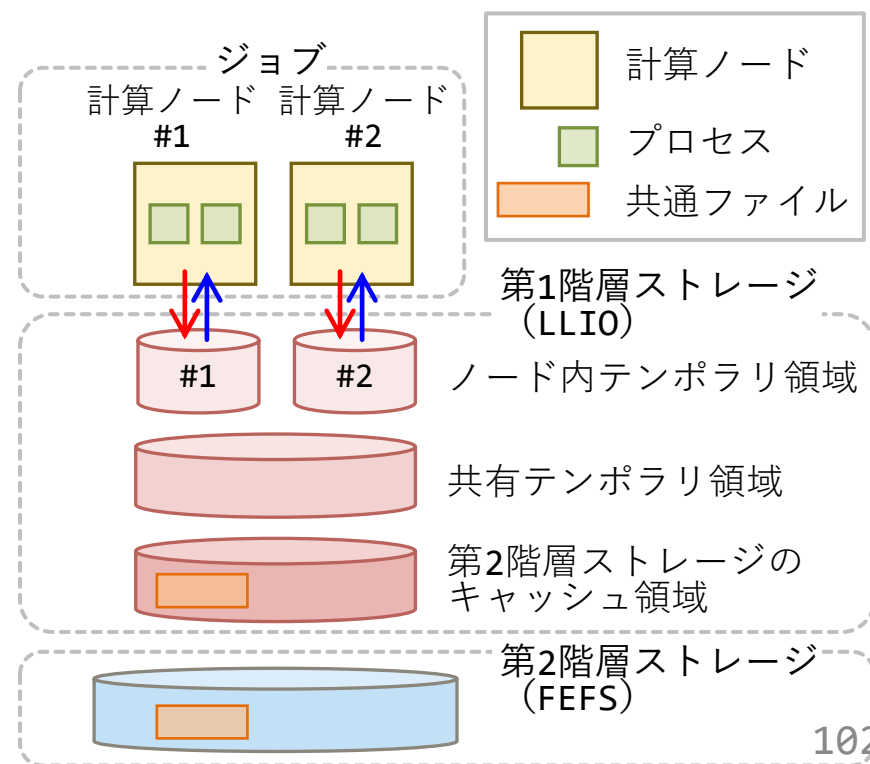 ジョブ
計算ノード
#1
計算ノード
#2
計算ノード
プロセス
共通ファイル
第1階層ストレージ
（LLIO）
#1
#2
ノード内テンポラリ領域
共有テンポラリ領域
第2階層ストレージの
キャッシュ領域
第2階層ストレージ
（FEFS）
102